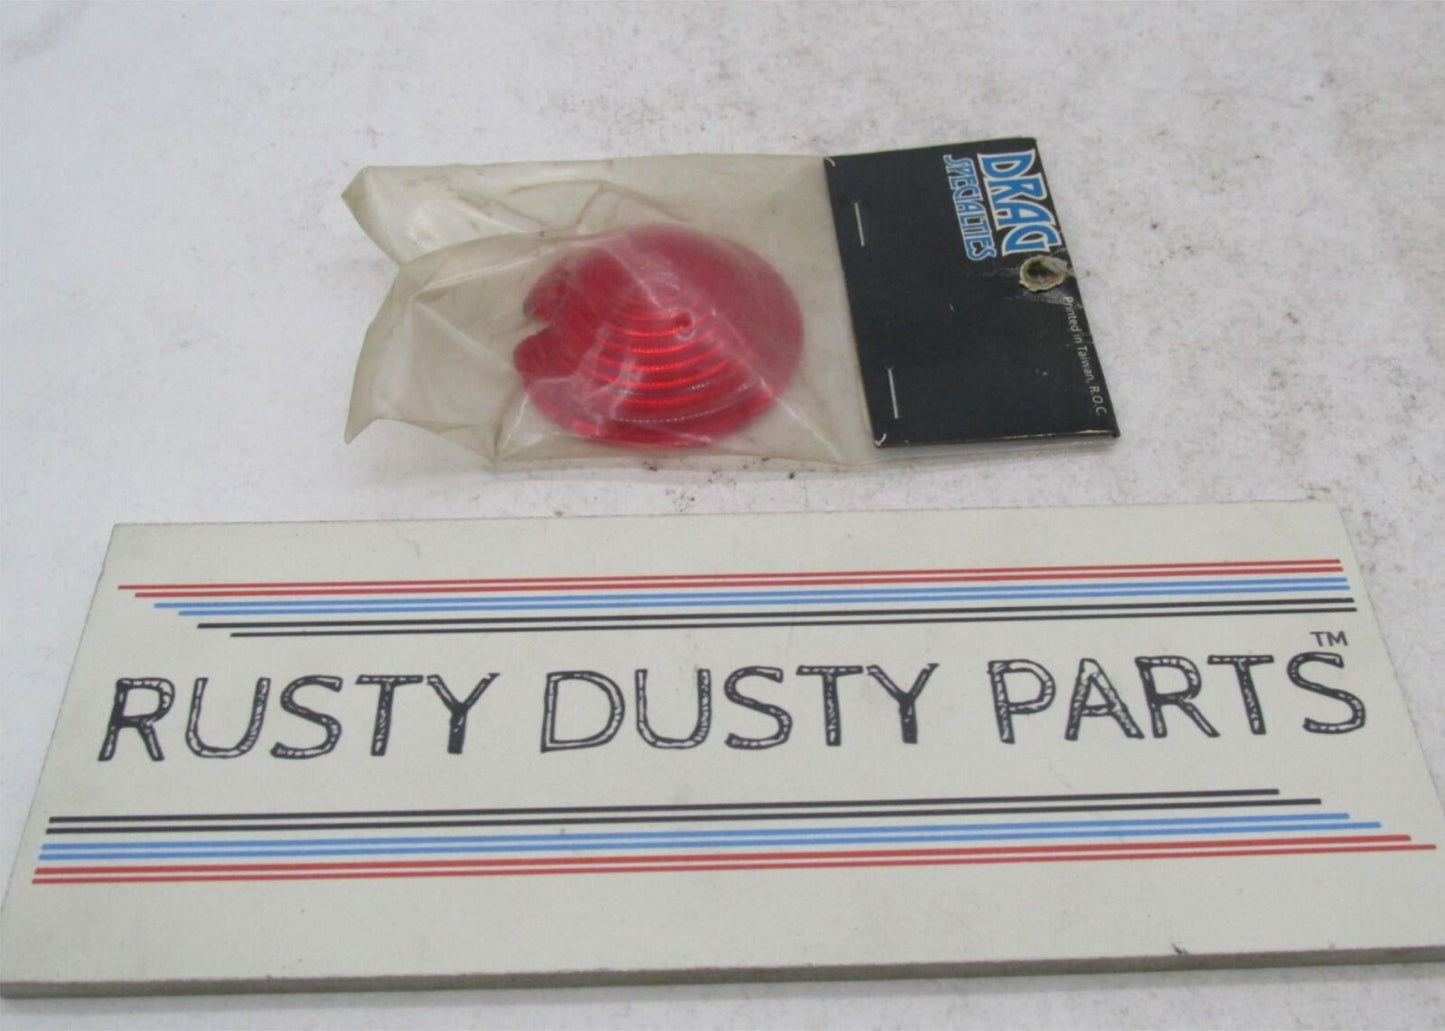 DRAG
SPECIALTIES
Printed in Taiwan, R.O.C.
RUSTY DUSTY PARTS™